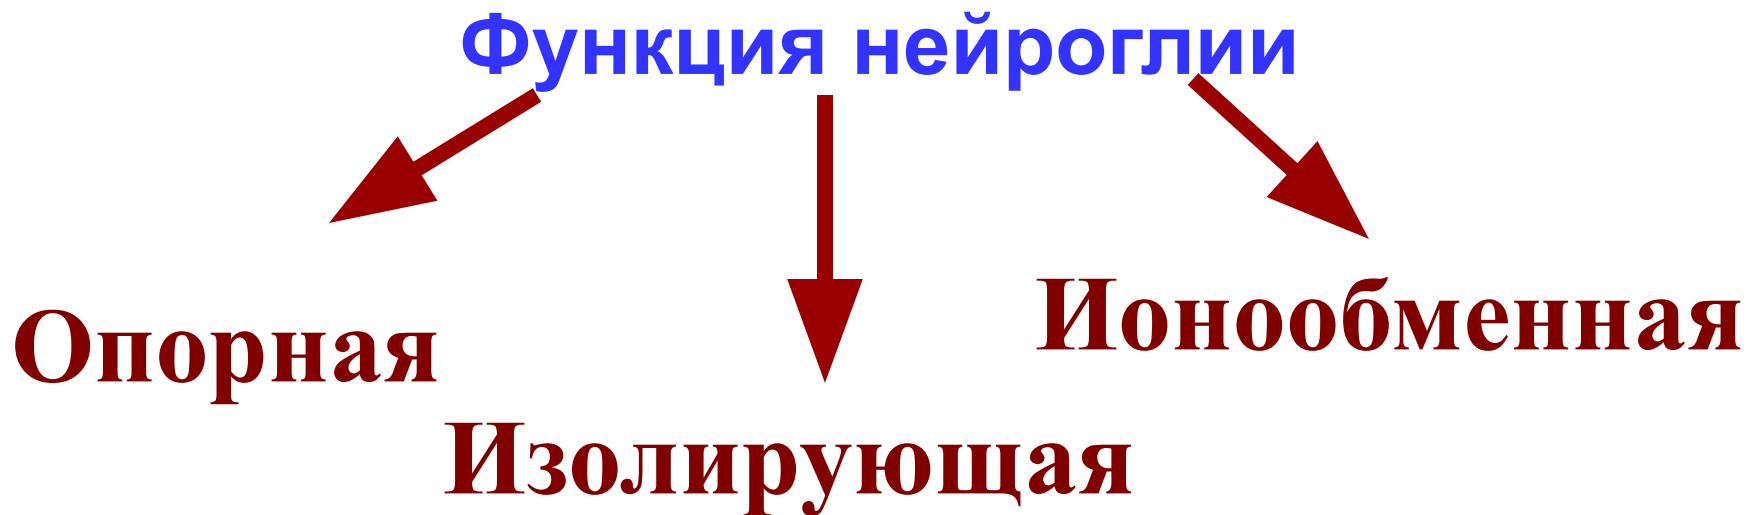 Функция нейроглии
Опорная
Изолирующая
Ионообменная